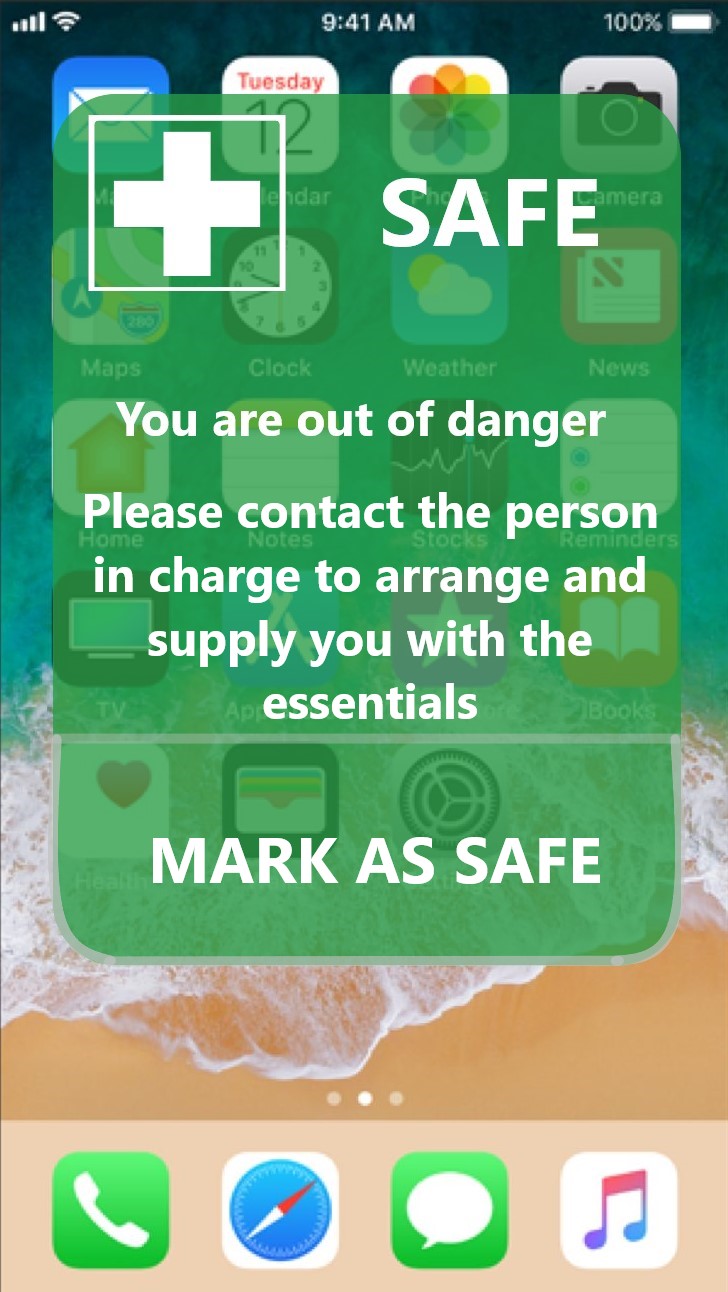 9:41 AM 100%
Tuesday
12
SAFE
Calendar Photos Camera
280
Maps Clock Weather News
You are out of danger
Please contact the person
Home Notes Stocks Reminders
in charge to arrange and
supply you with the
essentials
TV iBooks
MARK AS SAFE
Health